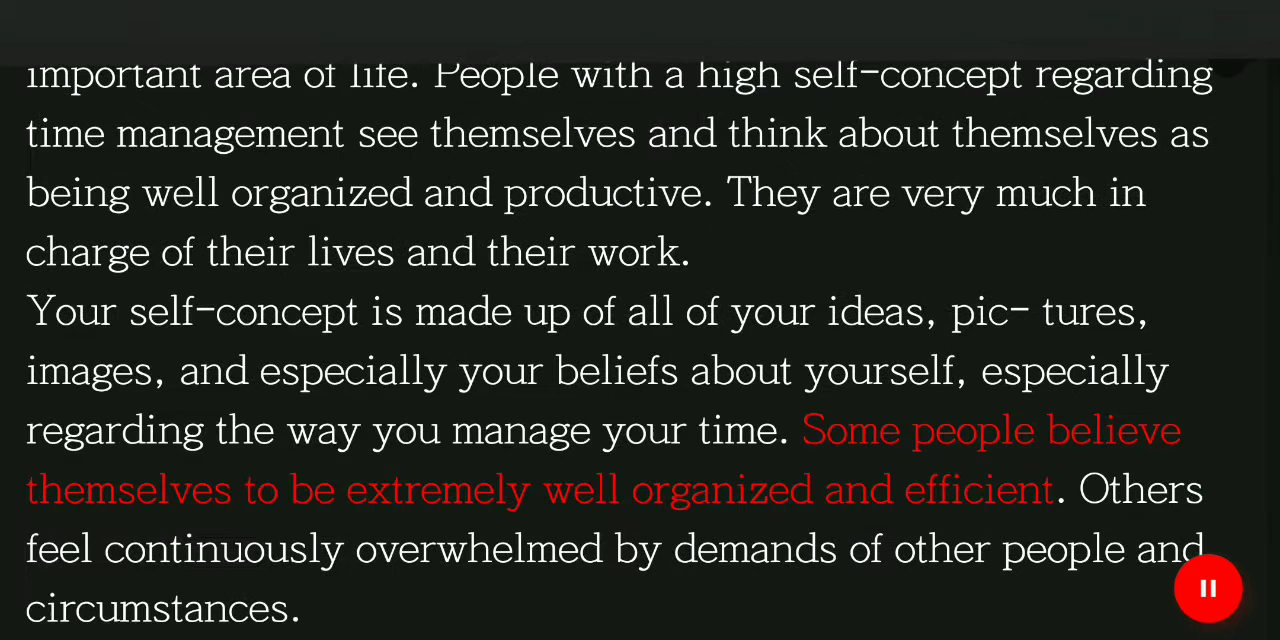 important area of life. People with a high self-concept regarding
time management see themselves and think about themselves as
being well organized and productive. They are very much in
charge of their lives and their work.
Your self-concept is made up of all of your ideas, pic- tures,
images, and especially your beliefs about yourself, especially
regarding the way you manage your time. Some people believe
themselves to be extremely well organized and efficient. Others
feel continuously overwhelmed by demands of other people and
circumstances.